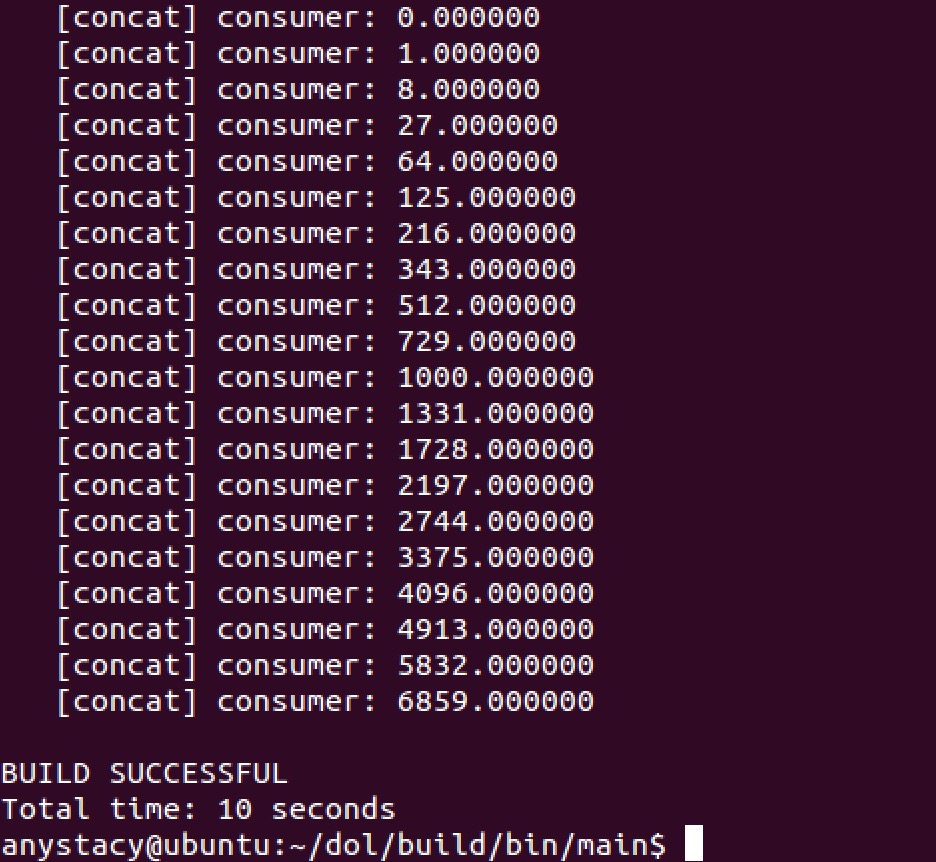 [concat] consumer: 0.000000
[concat] consumer: 1.000000
[concat] consumer: 8.000000
[concat] consumer: 27.000000
[concat] consumer: 64.000000
[concat] consumer: 125.000000
[concat] consumer: 216.000000
[concat] consumer: 343.000000
[concat] consumer: 512.000000
[concat] consumer: 729.000000
[concat] consumer: 1000.000000
[concat] consumer: 1331.000000
[concat] consumer: 1728.000000
[concat] consumer: 2197.000000
[concat] consumer: 2744.000000
[concat] consumer: 3375.000000
[concat] consumer: 4096.000000
[concat] consumer: 4913.000000
[concat] consumer: 5832.000000
[concat] consumer: 6859.000000
BUILD SUCCESSFUL
Total time: 10 seconds
anystacy@ubuntu:~/dol/build/bin/main$